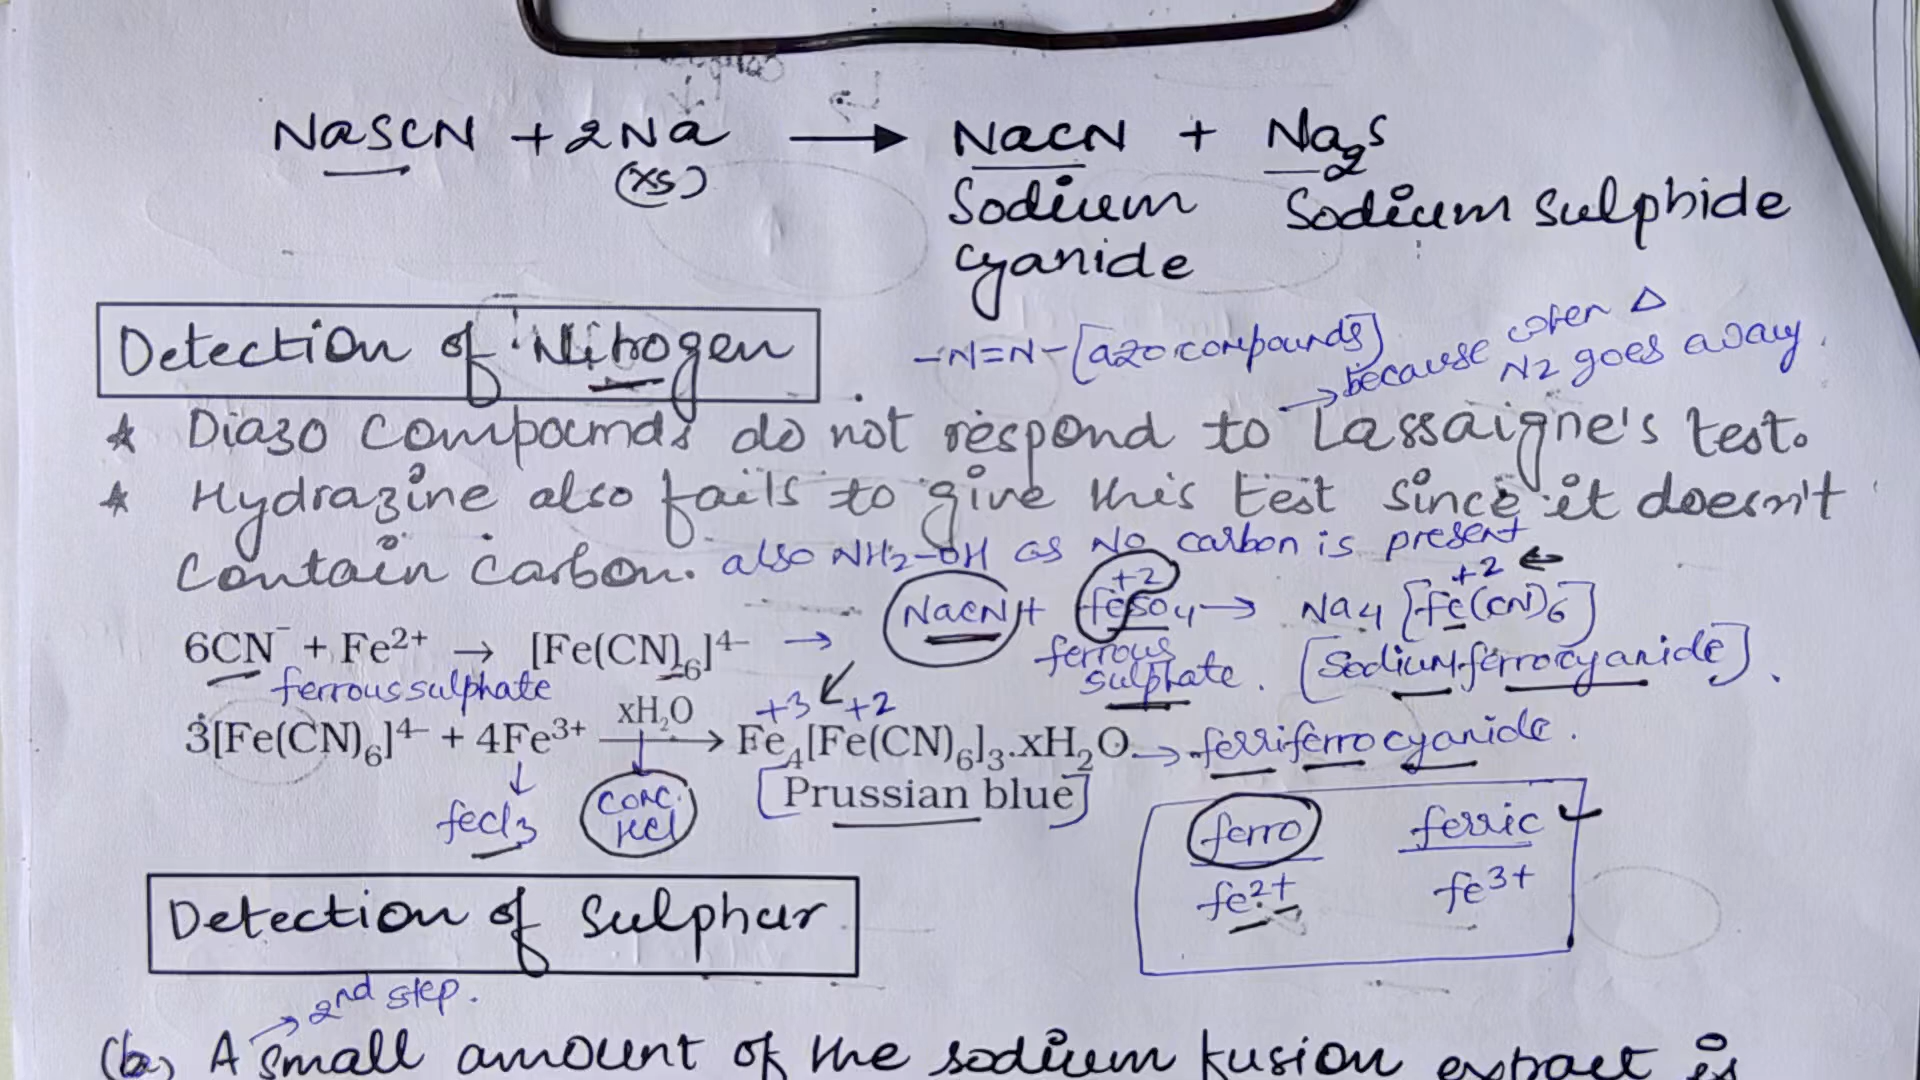 NaSCN + 2Na → NaCN + Na2S
(xs)
Sodium cyanide
Sodium sulphide
Detection of Nitrogen
-N=N- [azo compounds]
→ because when Δ N2 goes away.
★ Diazo compounds do not respond to Lassaigne's test.
★ Hydrazine also fails to give this test since it doesn't
contain carbon. also NH2-OH as NO carbon is present
+2 +2 ←
6CN⁻ + Fe²⁺ → [Fe(CN)6]⁴⁻ → NaCN + feSO4 → Na4 [fe(CN)6]
ferrous sulphate
ferrous sulphate.
[Sodium ferrocyanide].
+3 +2
3[Fe(CN)6]⁴⁻ + 4Fe³⁺ xH2O → Fe4[Fe(CN)6]3.xH2O → ferriferrocyanide.
↓ fecl3
conc. HCl
[Prussian blue]
ferro ferric
fe²⁺ fe³⁺
Detection of Sulphur
→ 2nd step.
(b) A small amount of the sodium fusion extract is